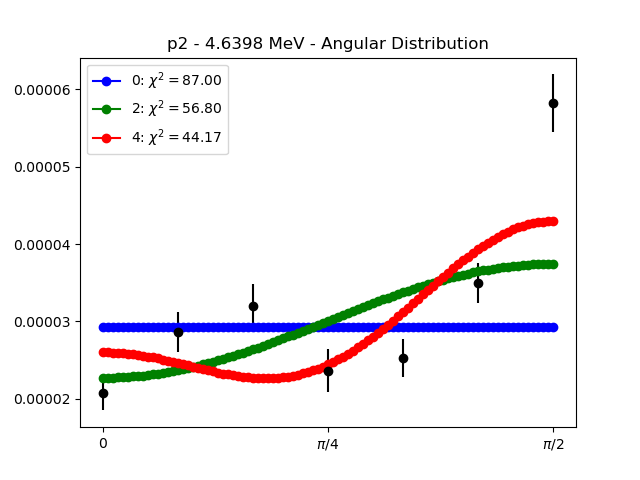 p2 - 4.6398 MeV - Angular Distribution
0: χ² = 87.00
2: χ² = 56.80
4: χ² = 44.17
0.00006
0.00005
0.00004
0.00003
0.00002
0 π/4 π/2